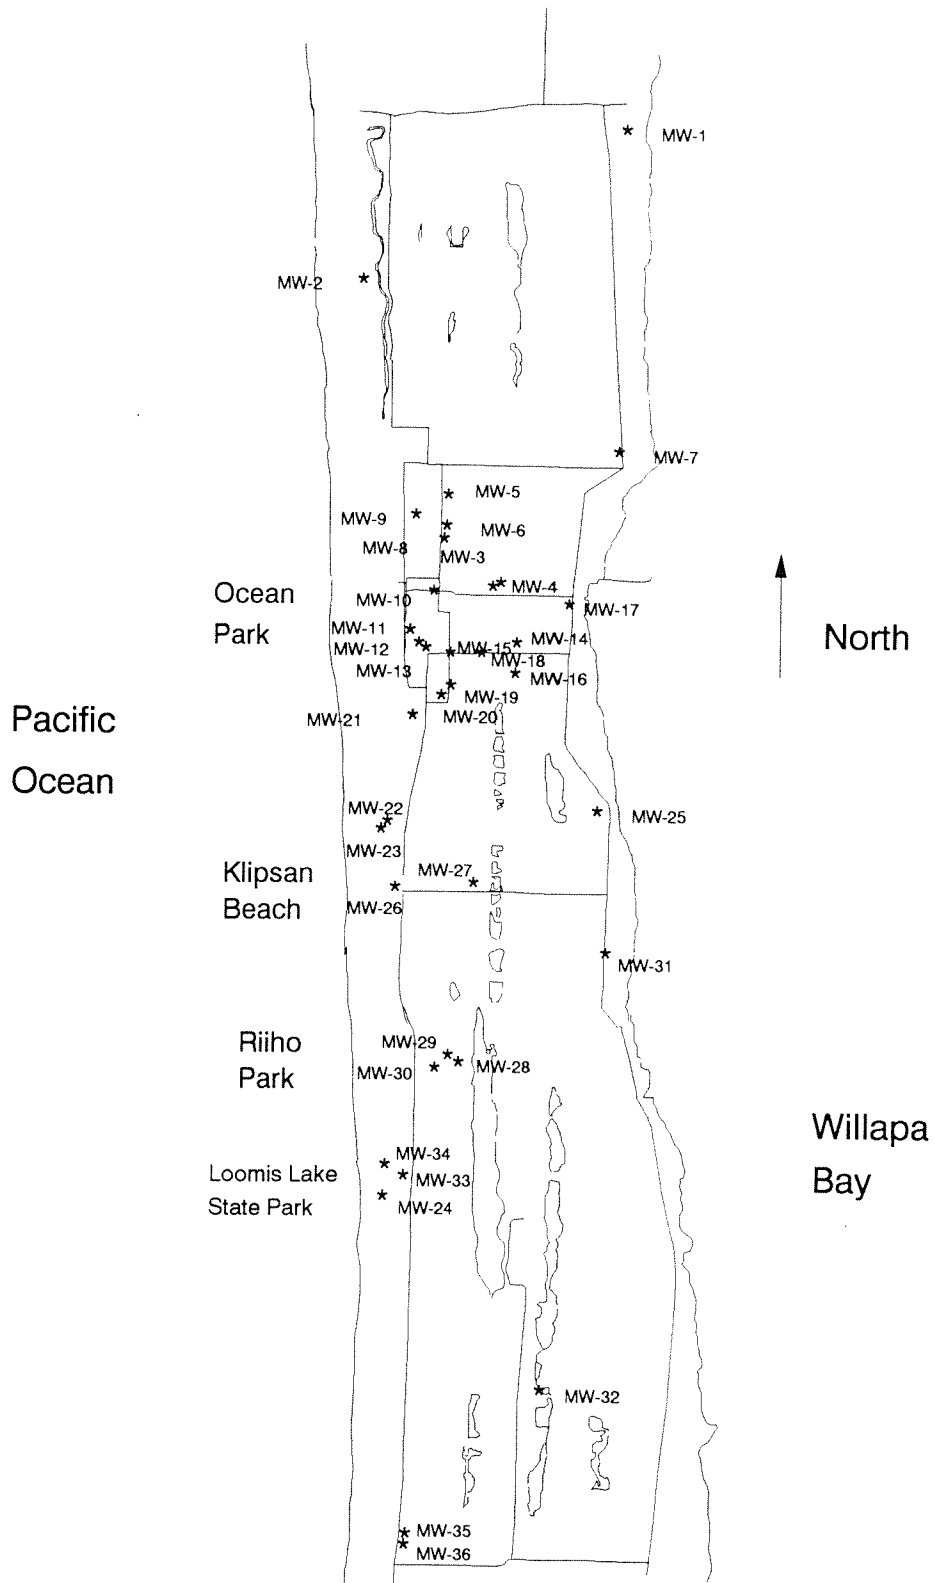 MW-1
MW-2
MW-7
MW-5
MW-9
MW-6
MW-8
MW-3
MW-4
Ocean
Park
MW-10
MW-17
MW-11
MW-12
MW-15
MW-14
MW-18
MW-13
MW-16
MW-19
MW-21
MW-20
North
Pacific
Ocean
MW-22
MW-25
MW-23
Klipsan
Beach
MW-27
MW-26
MW-31
Riiho
Park
MW-29
MW-28
MW-30
Willapa
Bay
MW-34
Loomis Lake
State Park
MW-33
MW-24
MW-32
MW-35
MW-36